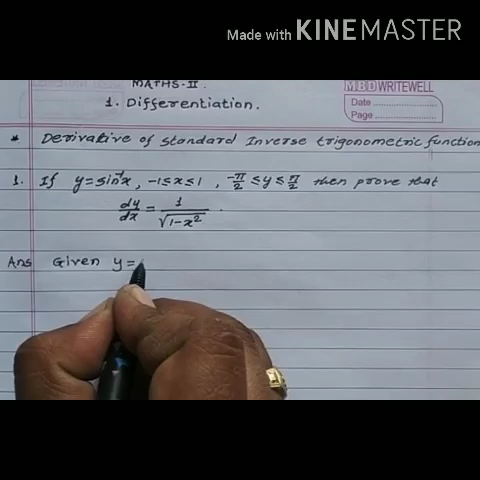 Made with KINEMASTER
MATHS-II
MBD WRITEWELL
1. Differentiation.
Date
Page
* Derivative of standard Inverse trigonometric function
1. If y=sin⁻¹x, -1≤x≤1, -π/2 ≤y≤ π/2 then prove that
dy/dx = 1/√1-x² .
Ans Given y=